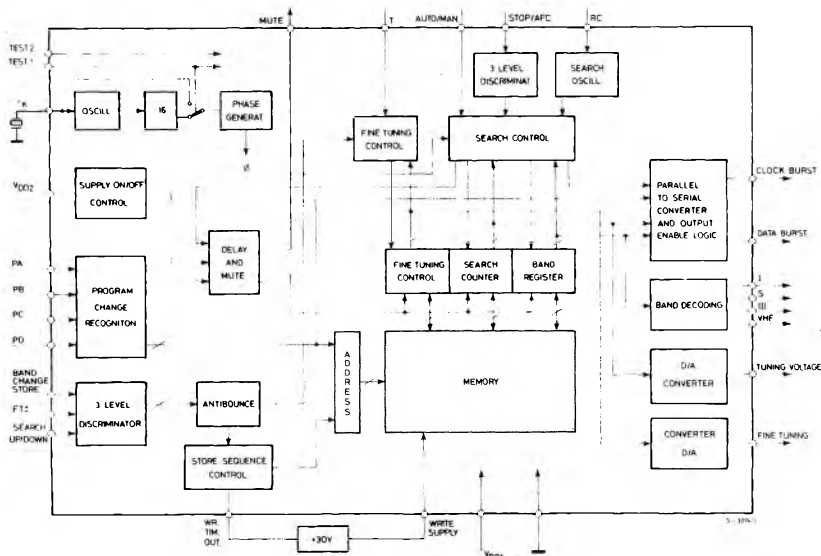 MUTE
T
AUTO/MAN
STOP/AFC
RC
TEST 2
TEST 1
3 LEVEL
DISCRIMINAT
SEARCH
OSCILL
OSCILL
16
PHASE
GENERAT
FINE TUNING
CONTROL
SEARCH CONTROL
SUPPLY ON/OFF
CONTROL
VDD2
PARALLEL
TO SERIAL
CONVERTER
AND OUTPUT
ENABLE LOGIC
CLOCK BURST
DATA BURST
DELAY
AND
MUTE
PA
PB
PC
PD
PROGRAM
CHANGE
RECOGNITON
FINE TUNING
CONTROL
SEARCH
COUNTER
BAND
REGISTER
BAND DECODING
I
S
III
VHF
ADDRESS
MEMORY
D/A
CONVERTER
TUNING VOLTAGE
BAND
CHANGE
STORE
FT±
SEARCH
UP/DOWN
3 LEVEL
DISCRIMINATOR
ANTIBOUNCE
STORE SEQUENCE
CONTROL
CONVERTER
D/A
FINE TUNING
WR.
TIM.
OUT.
+30V
WRITE
SUPPLY